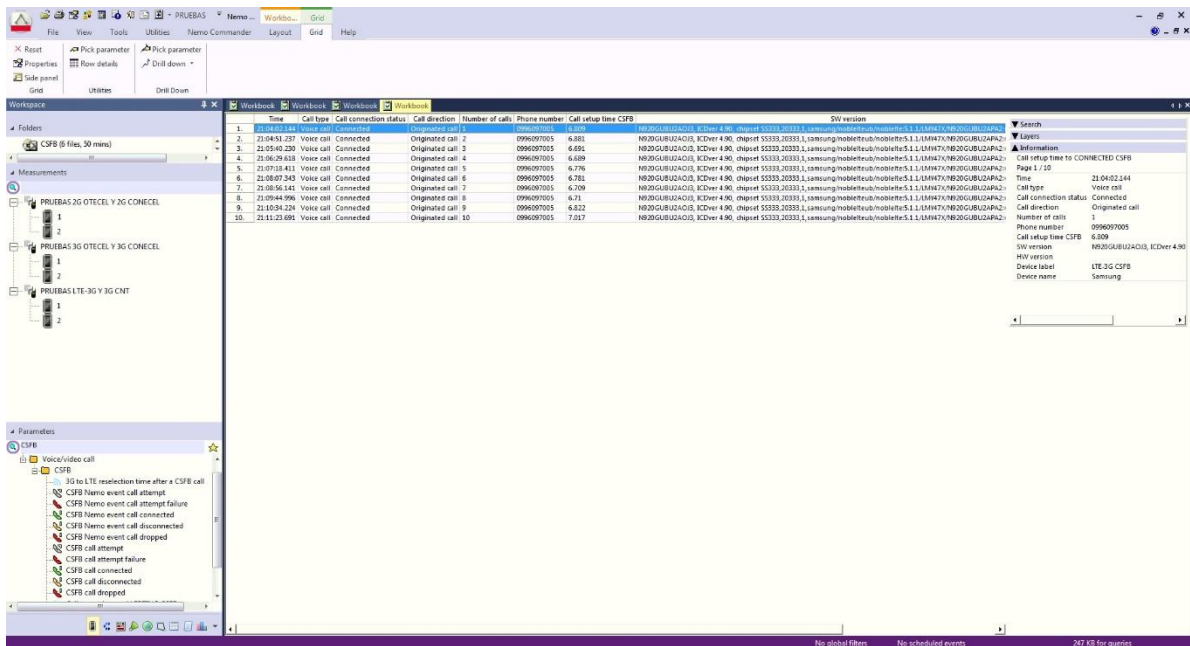 PRUEBAS Nemo ... Workbo... Grid
File View Tools Utilities Nemo Commander Layout Grid Help
Reset Pick parameter Pick parameter
Properties Row details Drill down
Side panel
Grid Utilities Drill Down
Workspace Workbook Workbook Workbook Workbook
Folders
CSFB (6 files, 50 mins)
Measurements
PRUEBAS 2G OTECEL Y 2G CONECEL
1
2
PRUEBAS 3G OTECEL Y 3G CONECEL
1
2
PRUEBAS LTE-3G Y 3G CNT
1
2
Parameters
CSFB
Voice/video call
CSFB
3G to LTE reselection time after a CSFB call
CSFB Nemo event call attempt
CSFB Nemo event call attempt failure
CSFB Nemo event call connected
CSFB Nemo event call disconnected
CSFB Nemo event call dropped
CSFB call attempt
CSFB call attempt failure
CSFB call connected
CSFB call disconnected
CSFB call dropped
Time Call type Call connection status Call direction Number of calls Phone number Call setup time CSFB SW version
1. 21:04:02.144 Voice call Connected Originated call 1 0996097005 6.809
2. 21:04:51.237 Voice call Connected Originated call 2 0996097005 6.881
3. 21:05:40.230 Voice call Connected Originated call 3 0996097005 6.691
4. 21:06:29.618 Voice call Connected Originated call 4 0996097005 6.689
5. 21:07:18.411 Voice call Connected Originated call 5 0996097005 6.776
6. 21:08:07.343 Voice call Connected Originated call 6 0996097005 6.781
7. 21:08:56.141 Voice call Connected Originated call 7 0996097005 6.709
8. 21:09:44.996 Voice call Connected Originated call 8 0996097005 6.71
9. 21:10:34.224 Voice call Connected Originated call 9 0996097005 6.822
10. 21:11:23.691 Voice call Connected Originated call 10 0996097005 7.017
Search
Layers
Information
Call setup time to CONNECTED CSFB
Page 1 / 10
Time 21:04:02.144
Call type Voice call
Call connection status Connected
Call direction Originated call
Number of calls 1
Phone number 0996097005
Call setup time CSFB 6.809
SW version N920GUBU2AOJ3, ICDver 4.90
HW version
Device label LTE-3G CSFB
Device name Samsung
No global filters No scheduled events 247 KB for queries